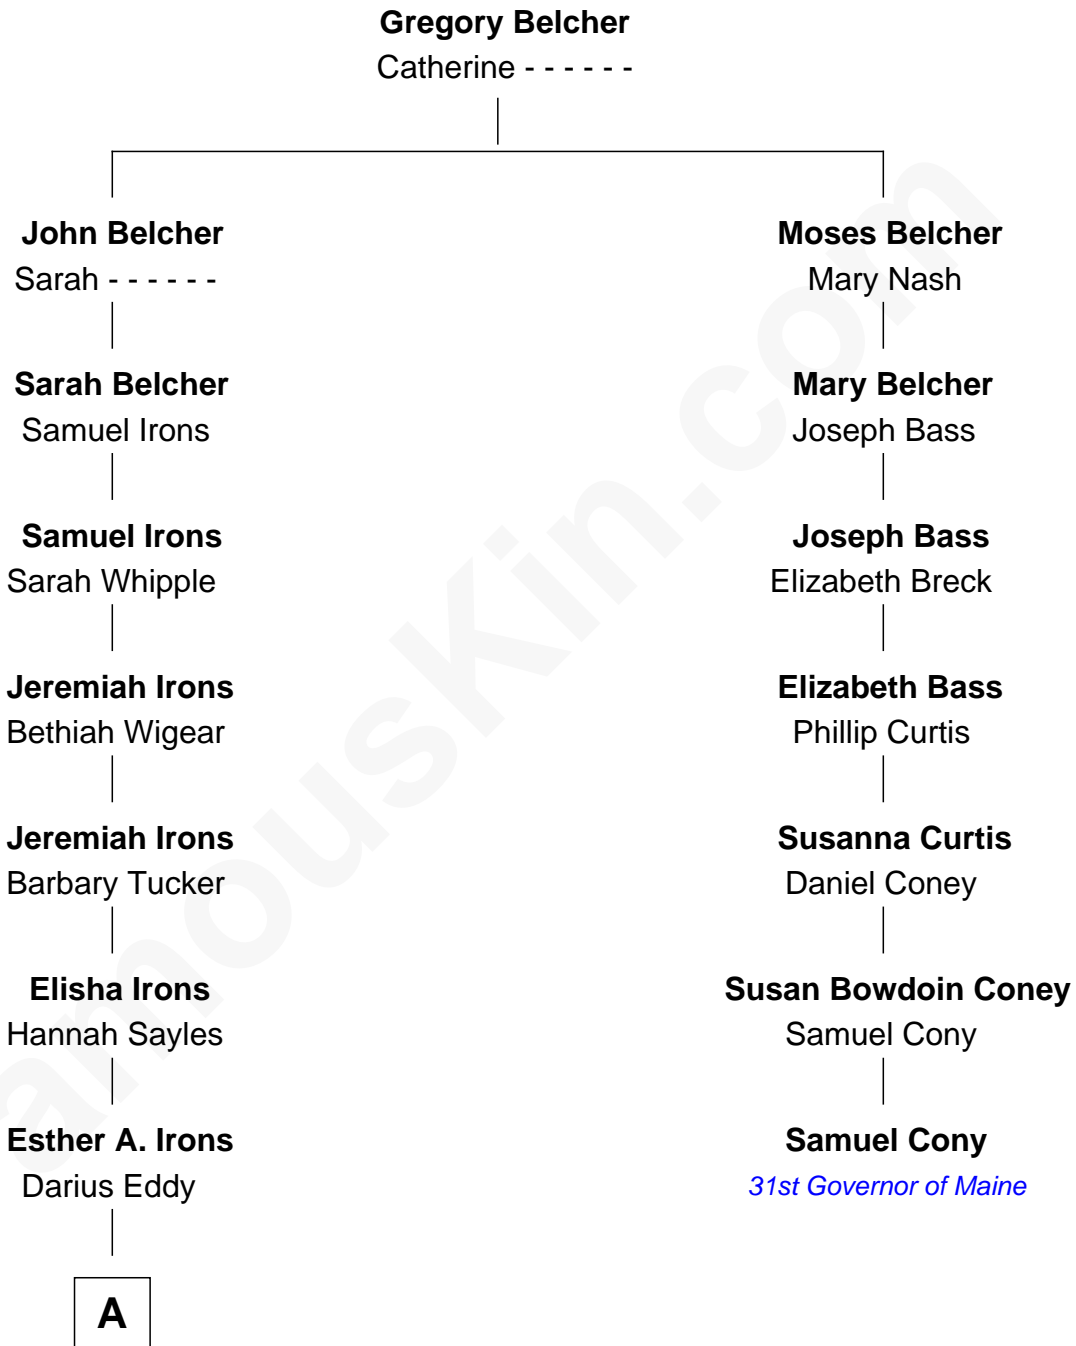 Gregory Belcher
Catherine - - - - - -
John Belcher
Sarah - - - - - -
Moses Belcher
Mary Nash
Sarah Belcher
Samuel Irons
Mary Belcher
Joseph Bass
Samuel Irons
Sarah Whipple
Joseph Bass
Elizabeth Breck
Jeremiah Irons
Bethiah Wigear
Elizabeth Bass
Phillip Curtis
Jeremiah Irons
Barbary Tucker
Susanna Curtis
Daniel Coney
Elisha Irons
Hannah Sayles
Susan Bowdoin Coney
Samuel Cony
Esther A. Irons
Darius Eddy
Samuel Cony
31st Governor of Maine
A
amouskin.com